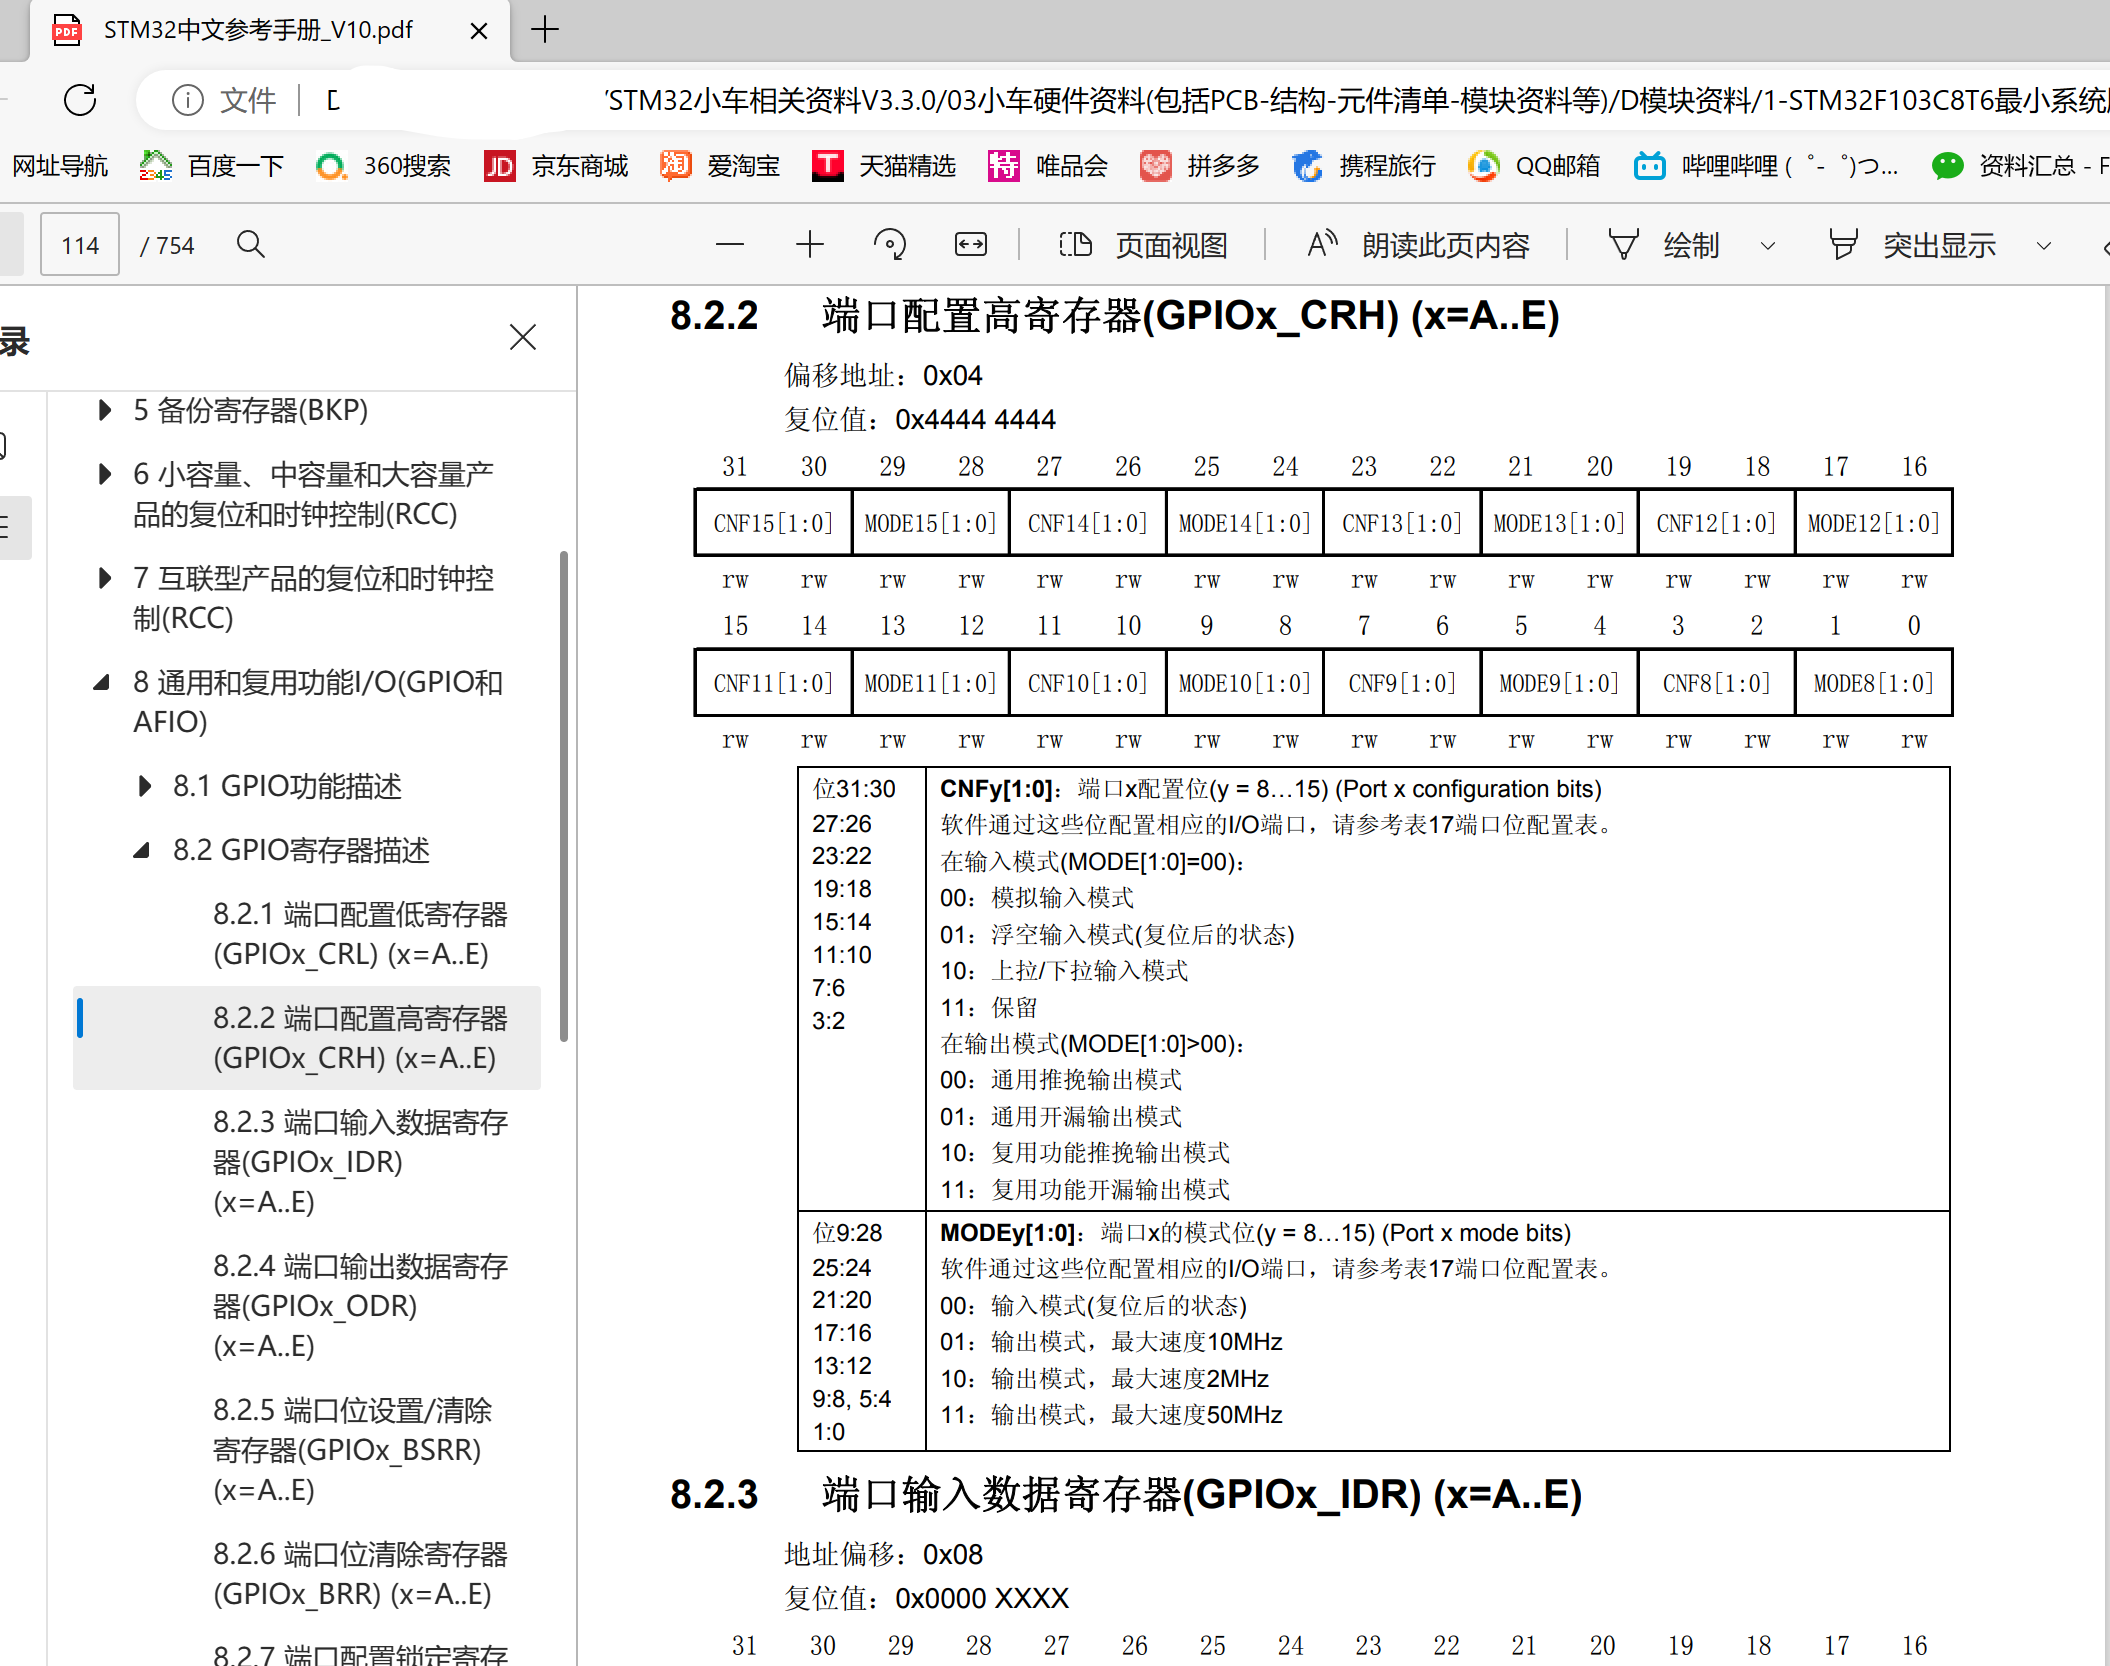 STM32中文参考手册_V10.pdf
文件
STM32小车相关资料V3.3.0/03小车硬件资料(包括PCB-结构-元件清单-模块资料等)/D模块资料/1-STM32F103C8T6最小系统
网址导航 百度一下 360搜索 JD 京东商城 淘 爱淘宝 T 天猫精选 特 唯品会 拼多多 携程旅行 QQ邮箱 哔哩哔哩 ( ゜- ゜)つ... 资料汇总 - F
114 / 754 页面视图 朗读此页内容 绘制 突出显示
录
5 备份寄存器(BKP)
6 小容量、中容量和大容量产
品的复位和时钟控制(RCC)
7 互联型产品的复位和时钟控
制(RCC)
8 通用和复用功能I/O(GPIO和
AFIO)
8.1 GPIO功能描述
8.2 GPIO寄存器描述
8.2.1 端口配置低寄存器
(GPIOx_CRL) (x=A..E)
8.2.2 端口配置高寄存器
(GPIOx_CRH) (x=A..E)
8.2.3 端口输入数据寄存
器(GPIOx_IDR)
(x=A..E)
8.2.4 端口输出数据寄存
器(GPIOx_ODR)
(x=A..E)
8.2.5 端口位设置/清除
寄存器(GPIOx_BSRR)
(x=A..E)
8.2.6 端口位清除寄存器
(GPIOx_BRR) (x=A..E)
8.2.7 端口配置锁定寄存
8.2.2 端口配置高寄存器(GPIOx_CRH) (x=A..E)
偏移地址：0x04
复位值：0x4444 4444
31 30 29 28 27 26 25 24 23 22 21 20 19 18 17 16
CNF15[1:0] MODE15[1:0] CNF14[1:0] MODE14[1:0] CNF13[1:0] MODE13[1:0] CNF12[1:0] MODE12[1:0]
rw rw rw rw rw rw rw rw rw rw rw rw rw rw rw rw
15 14 13 12 11 10 9 8 7 6 5 4 3 2 1 0
CNF11[1:0] MODE11[1:0] CNF10[1:0] MODE10[1:0] CNF9[1:0] MODE9[1:0] CNF8[1:0] MODE8[1:0]
rw rw rw rw rw rw rw rw rw rw rw rw rw rw rw rw
位31:30
27:26
23:22
19:18
15:14
11:10
7:6
3:2
CNFy[1:0]：端口x配置位(y = 8…15) (Port x configuration bits)
软件通过这些位配置相应的I/O端口，请参考表17端口位配置表。
在输入模式(MODE[1:0]=00)：
00：模拟输入模式
01：浮空输入模式(复位后的状态)
10：上拉/下拉输入模式
11：保留
在输出模式(MODE[1:0]>00)：
00：通用推挽输出模式
01：通用开漏输出模式
10：复用功能推挽输出模式
11：复用功能开漏输出模式
位9:28
25:24
21:20
17:16
13:12
9:8, 5:4
1:0
MODEy[1:0]：端口x的模式位(y = 8…15) (Port x mode bits)
软件通过这些位配置相应的I/O端口，请参考表17端口位配置表。
00：输入模式(复位后的状态)
01：输出模式，最大速度10MHz
10：输出模式，最大速度2MHz
11：输出模式，最大速度50MHz
8.2.3 端口输入数据寄存器(GPIOx_IDR) (x=A..E)
地址偏移：0x08
复位值：0x0000 XXXX
31 30 29 28 27 26 25 24 23 22 21 20 19 18 17 16